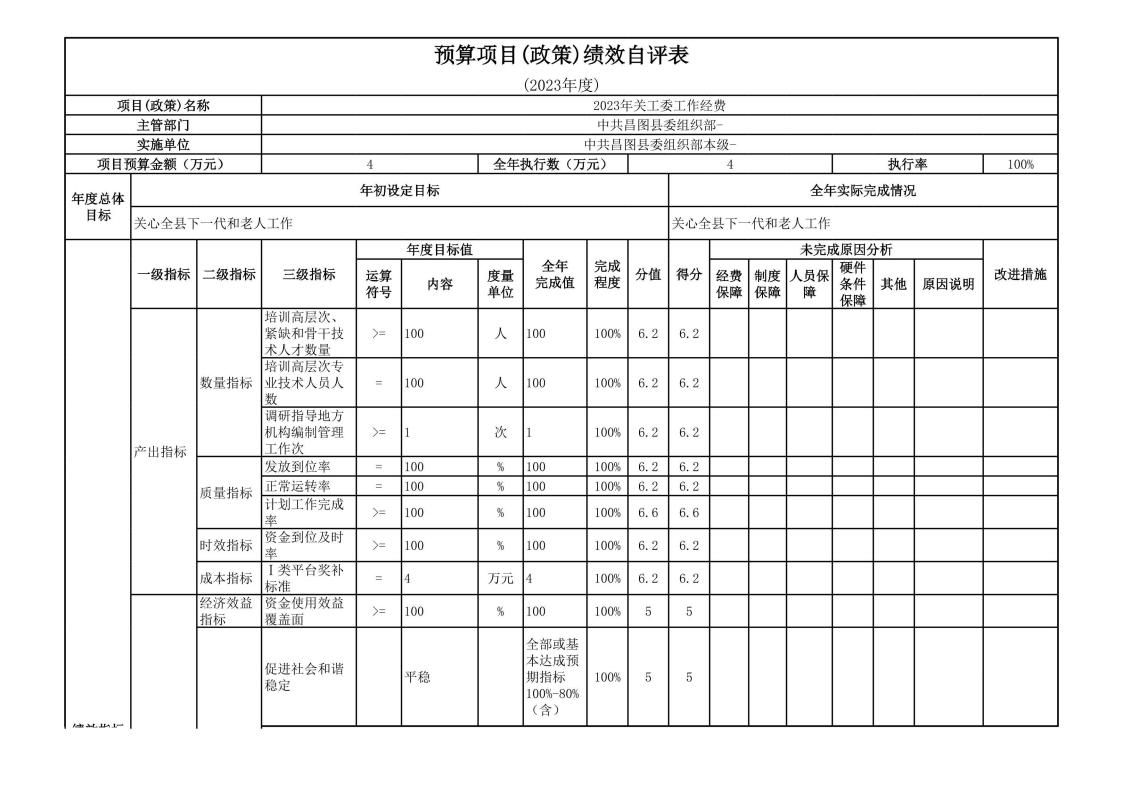 预算项目(政策)绩效自评表
(2023年度)
项目(政策)名称 2023年关工委工作经费
主管部门 中共昌图县委组织部-
实施单位 中共昌图县委组织部本级-
项目预算金额（万元） 4 全年执行数（万元） 4 执行率 100%
年度总体
目标
年初设定目标 全年实际完成情况
关心全县下一代和老人工作 关心全县下一代和老人工作
一级指标 二级指标 三级指标
年度目标值
运算
符号
内容
度量
单位
全年
完成值
完成
程度
分值 得分
未完成原因分析
经费
保障
制度
保障
人员保
障
硬件
条件
保障
其他 原因说明
改进措施
产出指标
数量指标
培训高层次、
紧缺和骨干技
术人才数量
>= 100 人 100 100% 6.2 6.2
培训高层次专
业技术人员人
数
= 100 人 100 100% 6.2 6.2
调研指导地方
机构编制管理
工作次
>= 1 次 1 100% 6.2 6.2
质量指标
发放到位率 = 100 % 100 100% 6.2 6.2
正常运转率 = 100 % 100 100% 6.2 6.2
计划工作完成
率
>= 100 % 100 100% 6.6 6.6
时效指标
资金到位及时
率
>= 100 % 100 100% 6.2 6.2
成本指标
Ⅰ类平台奖补
标准
= 4 万元 4 100% 6.2 6.2
经济效益
指标
资金使用效益
覆盖面
>= 100 % 100 100% 5 5
促进社会和谐
稳定
平稳
全部或基
本达成预
期指标
100%-80%
（含）
100% 5 5